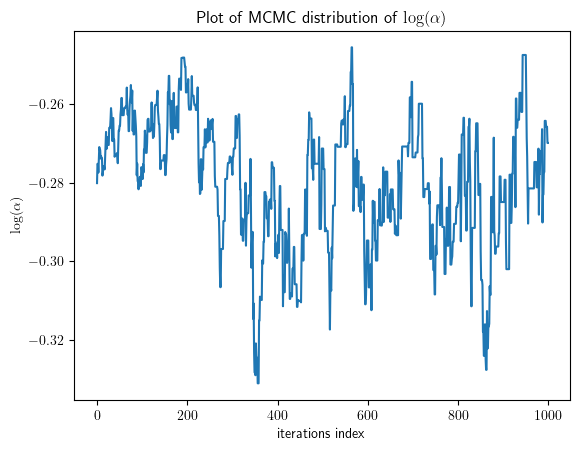 Plot of MCMC distribution of log(α)
log(α)
−0.26
−0.28
−0.30
−0.32
0 200 400 600 800 1000
iterations index